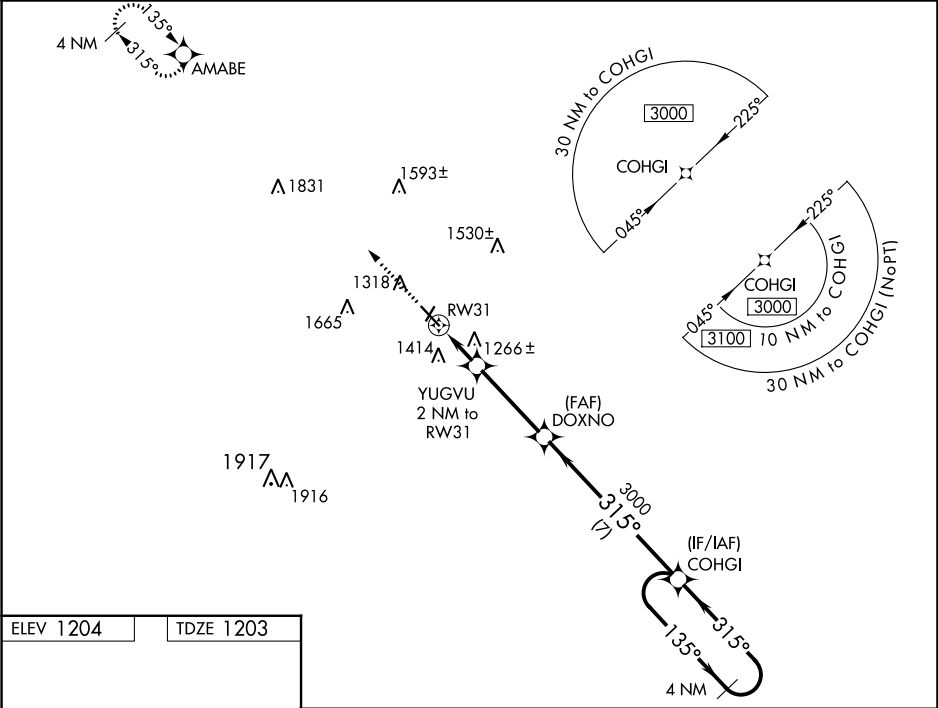 135°
4 NM
315°
AMABE
30 NM to COHGI
3000
225°
COHGI
045°
1831
1593±
1530±
225°
COHGI
3000
045°
3100
10 NM to COHGI
30 NM to COHGI (NoPT)
1318
RW31
1665
1414
1266±
YUGVU
2 NM to
RW31
(FAF)
DOXNO
1917
1916
3000
315°
(7)
(IF/IAF)
COHGI
135°
315°
4 NM
ELEV 1204
TDZE 1203